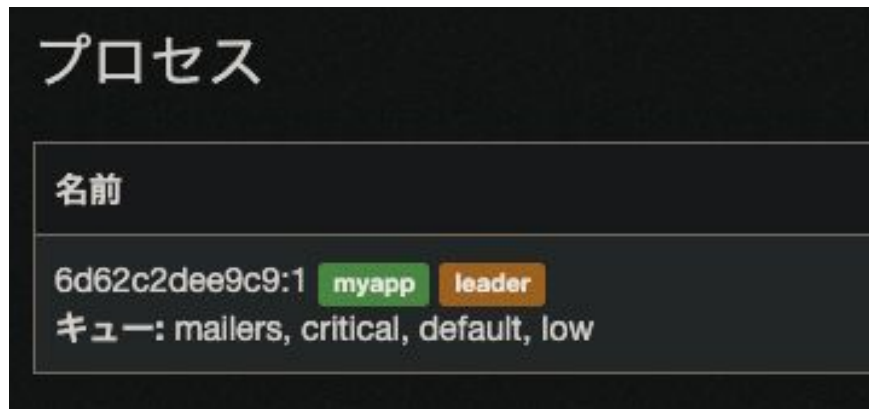 プロセス
名前
6d62c2dee9c9:1 myapp leader
キュー: mailers, critical, default, low